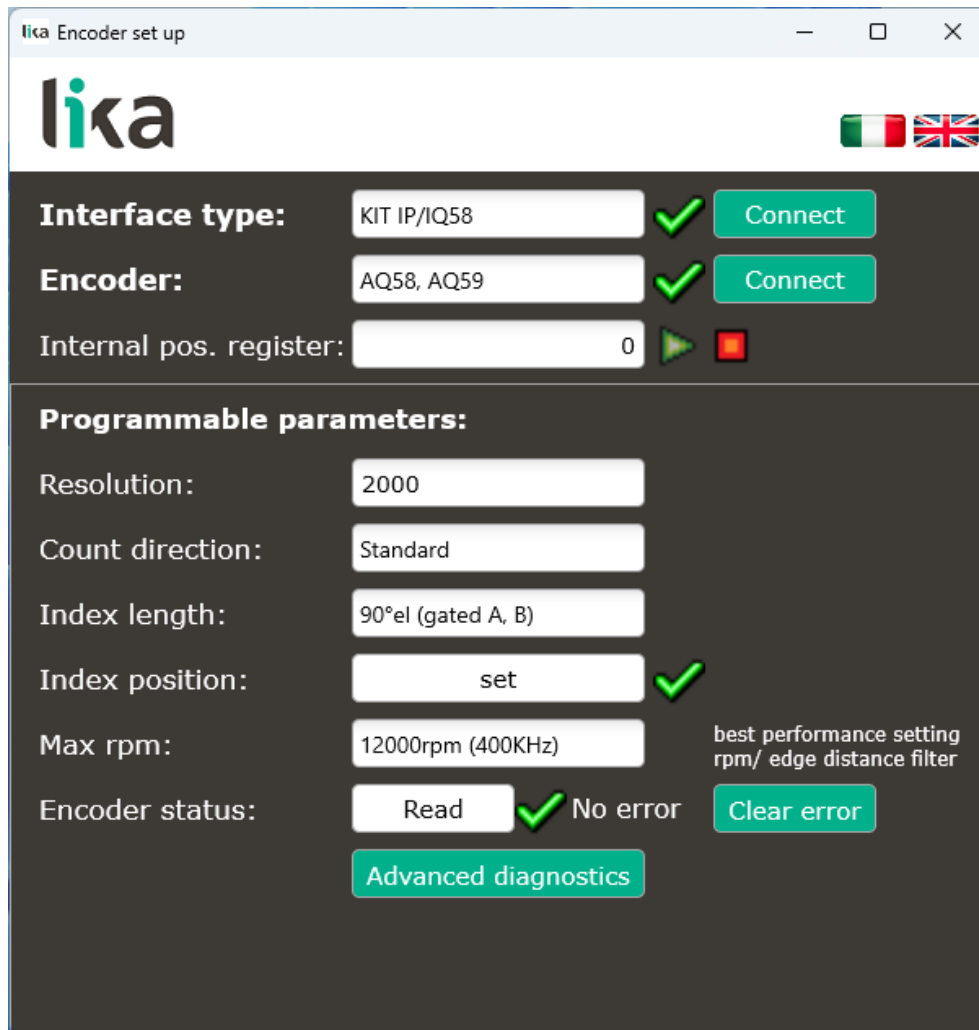 lika Encoder set up
lika
Interface type: KIT IP/IQ58 Connect
Encoder: AQ58, AQ59 Connect
Internal pos. register: 0
Programmable parameters:
Resolution: 2000
Count direction: Standard
Index length: 90°el (gated A, B)
Index position: set
Max rpm: 12000rpm (400KHz) best performance setting
rpm/ edge distance filter
Encoder status: Read No error Clear error
Advanced diagnostics